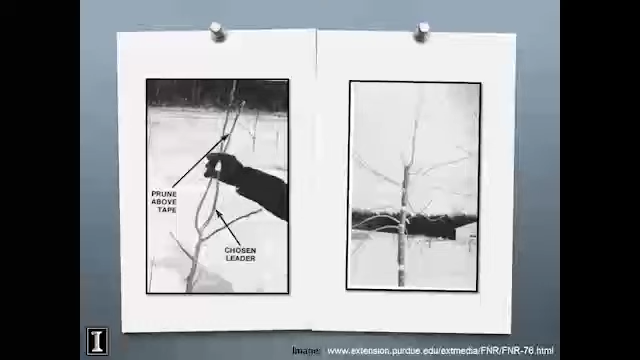 PRUNE
ABOVE
TAPE
CHOSEN
LEADER
I
Image: www.extension.purdue.edu/extmedia/FNR/FNR-76.html